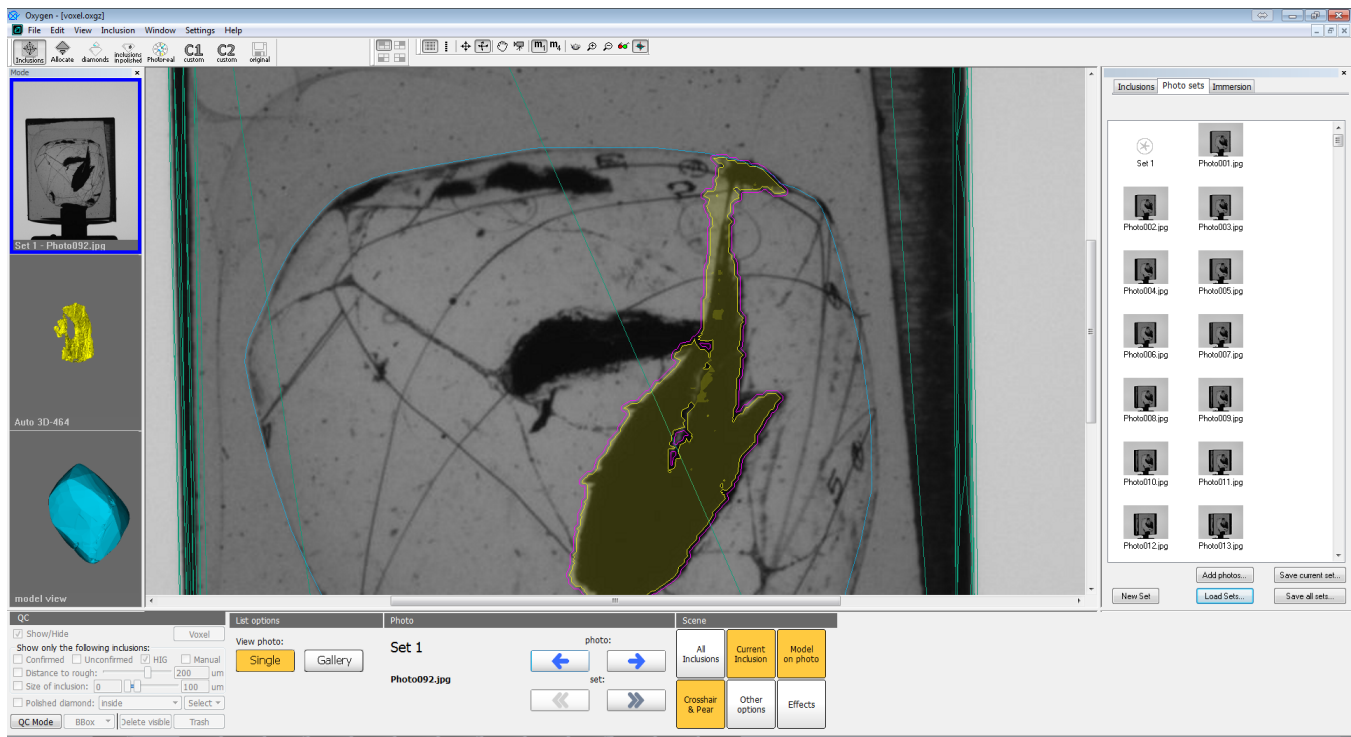 Oxygen - [voxel.oxgz]
File Edit View Inclusion Window Settings Help
Inclusions Allocate diamonds inclusions in polished Photoreal C1 custom C2 custom original
m1 m4
Mode
Set 1 - Photo092.jpg
Auto 3D-464
model view
Inclusions Photo sets Immersion
Set 1 Photo001.jpg
Photo002.jpg Photo003.jpg
Photo004.jpg Photo005.jpg
Photo006.jpg Photo007.jpg
Photo008.jpg Photo009.jpg
Photo010.jpg Photo011.jpg
Photo012.jpg Photo013.jpg
Add photos... Save current set...
New Set Load Sets... Save all sets...
QC
Show/Hide Voxel
Show only the following inclusions:
Confirmed Unconfirmed HIG Manual
Distance to rough: 200 um
Size of inclusion: 0 100 um
Polished diamond: inside Select
QC Mode BBox Delete visible Trash
List options
View photo:
Single Gallery
Photo
Set 1
photo:
Photo092.jpg
set:
Scene
All Inclusions
Current Inclusion
Model on photo
Crosshair & Pear
Other options
Effects